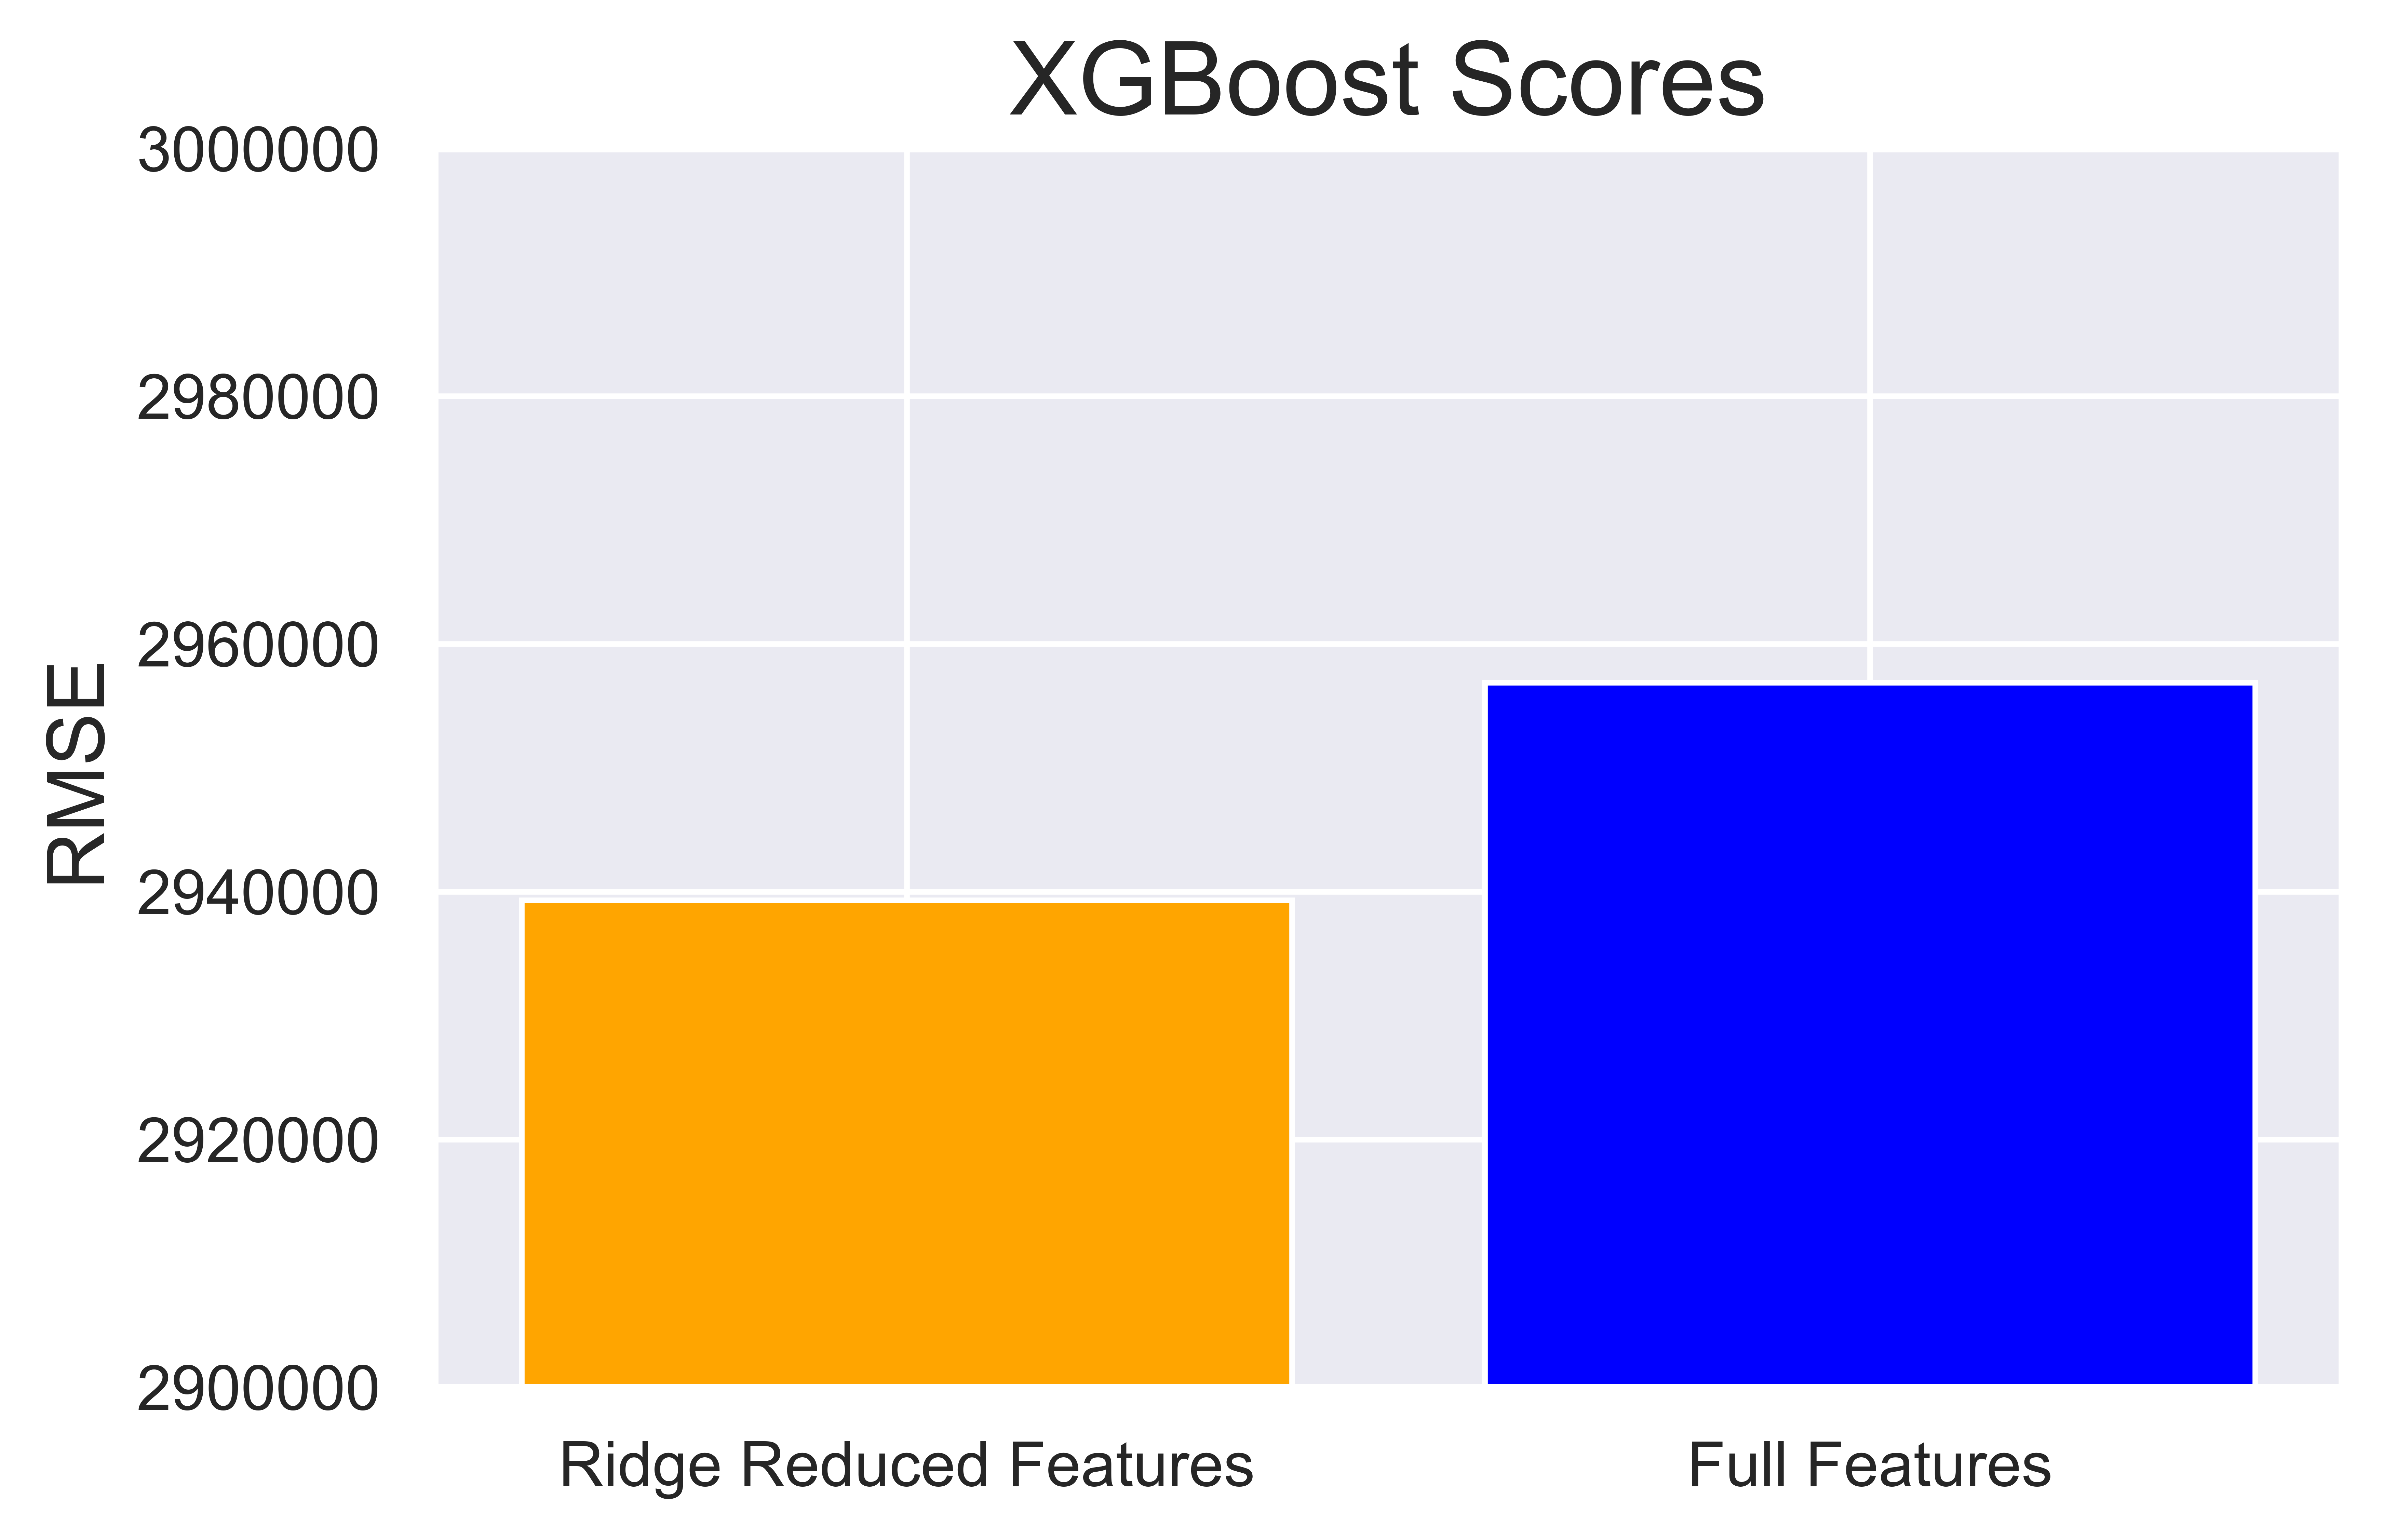 XGBoost Scores
3000000
2980000
2960000
2940000
2920000
2900000
RMSE
Ridge Reduced Features
Full Features